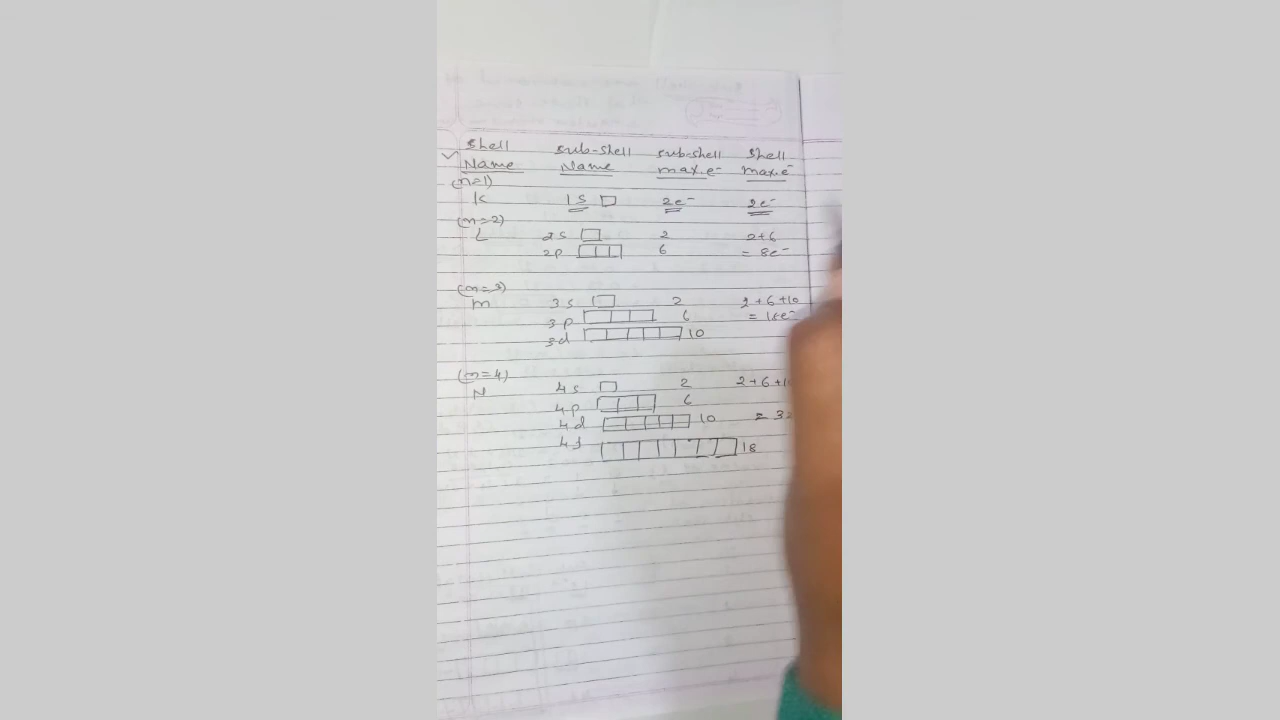 Shell sub-shell sub-shell shell
Name Name max.e- max.e-
(n=1)
K 1s 2e- 2e-
(n=2)
L 2s 2 2+6
2p 6 = 8e-
(n=3)
m 3s 2 2+6+10
3p 6 = 18e-
3d 10
(n=4)
N 4s 2 2+6+
4p 6
4d 10 = 3
4f